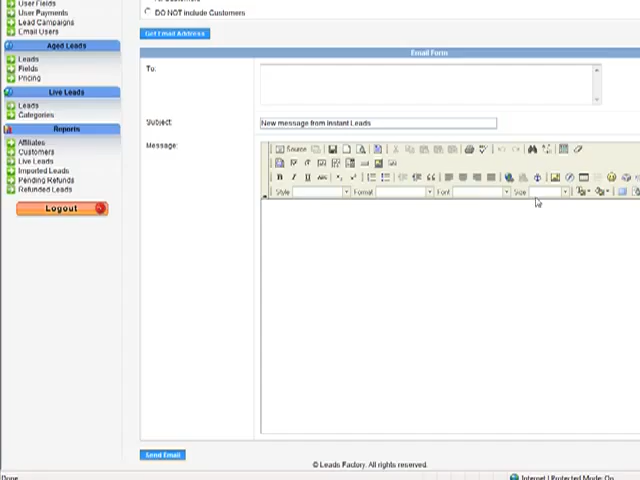 User Fields
User Payments
Lead Campaigns
Email Users
Aged Leads
Leads
Fields
Pricing
Live Leads
Leads
Categories
Reports
Affiliates
Customers
Live Leads
Imported Leads
Pending Refunds
Refunded Leads
Logout
DO NOT include Customers
Get Email Address
Email Form
To:
Subject:
New message from Instant Leads
Message:
Source
B I U ABC
Style
Format
Font
Size
Send Email
© Leads Factory. All rights reserved.
Done
Internet | Protected Mode: On